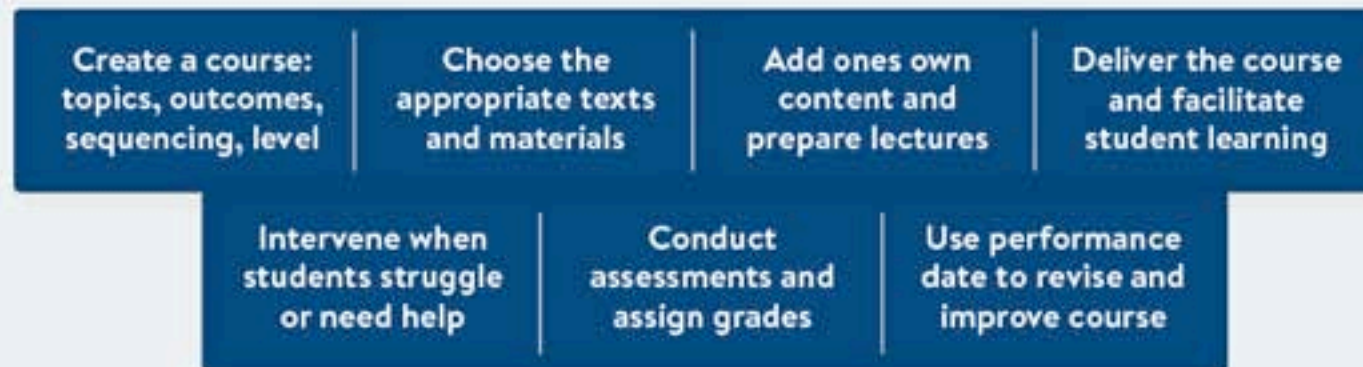 Create a course:
topics, outcomes,
sequencing, level
Choose the
appropriate texts
and materials
Add ones own
content and
prepare lectures
Deliver the course
and facilitate
student learning
Intervene when
students struggle
or need help
Conduct
assessments and
assign grades
Use performance
date to revise and
improve course